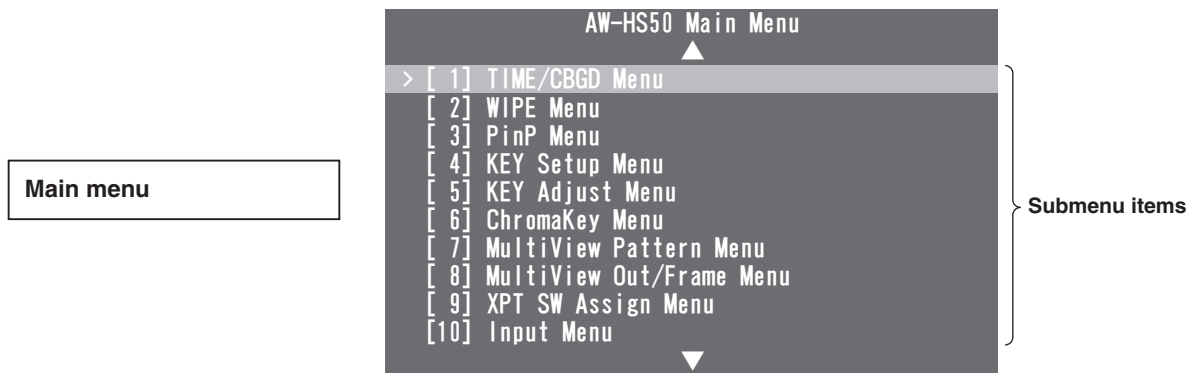 AW-HS50 Main Menu
> [ 1] TIME/CBGD Menu
[ 2] WIPE Menu
[ 3] PinP Menu
[ 4] KEY Setup Menu
[ 5] KEY Adjust Menu
[ 6] ChromaKey Menu
[ 7] MultiView Pattern Menu
[ 8] MultiView Out/Frame Menu
[ 9] XPT SW Assign Menu
[10] Input Menu
Main menu
Submenu items